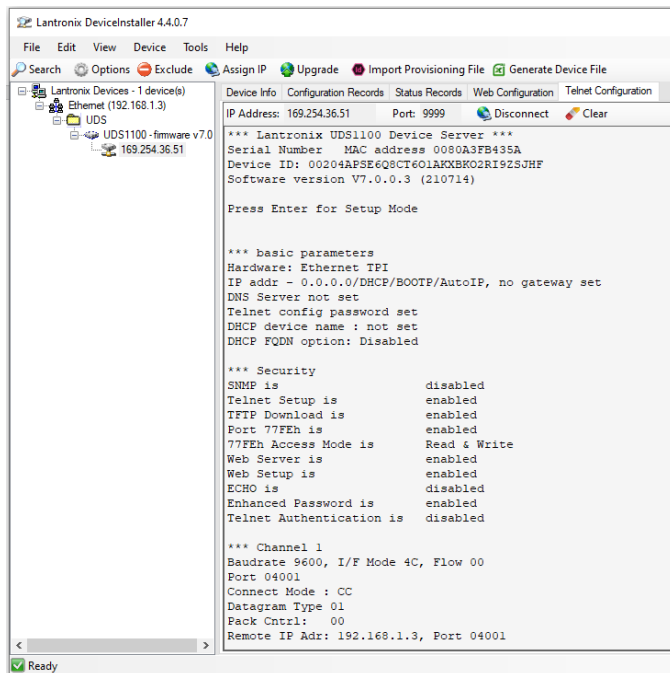 Lantronix DeviceInstaller 4.4.0.7
File Edit View Device Tools Help
Search Options Exclude Assign IP Upgrade Import Provisioning File Generate Device File
Lantronix Devices - 1 device(s)
Ethernet (192.168.1.3)
UDS
UDS1100 - firmware v7.0
169.254.36.51
Device Info Configuration Records Status Records Web Configuration Telnet Configuration
IP Address: 169.254.36.51 Port: 9999 Disconnect Clear
*** Lantronix UDS1100 Device Server ***
Serial Number MAC address 0080A3FB435A
Device ID: 00204APSE6Q8CT6O1AKXBKO2RI9ZSJHF
Software version V7.0.0.3 (210714)
Press Enter for Setup Mode
*** basic parameters
Hardware: Ethernet TPI
IP addr - 0.0.0.0/DHCP/BOOTP/AutoIP, no gateway set
DNS Server not set
Telnet config password set
DHCP device name : not set
DHCP FQDN option: Disabled
*** Security
SNMP is disabled
Telnet Setup is enabled
TFTP Download is enabled
Port 77FEh is enabled
77FEh Access Mode is Read & Write
Web Server is enabled
Web Setup is enabled
ECHO is disabled
Enhanced Password is enabled
Telnet Authentication is disabled
*** Channel 1
Baudrate 9600, I/F Mode 4C, Flow 00
Port 04001
Connect Mode : CC
Datagram Type 01
Pack Cntrl: 00
Remote IP Adr: 192.168.1.3, Port 04001
Ready